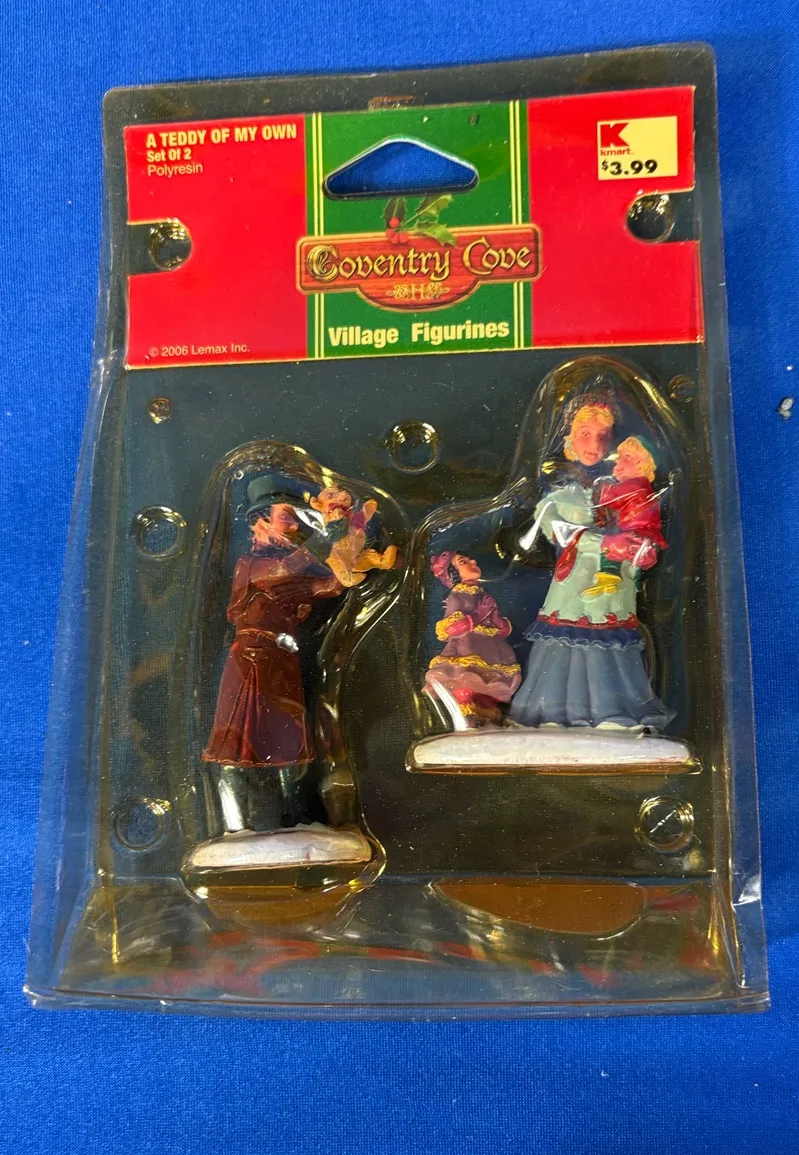 A TEDDY OF MY OWN
Set Of 2
Polyresin
K
kmart.
$3.99
Coventry Cove
H
Village Figurines
© 2006 Lemax Inc.